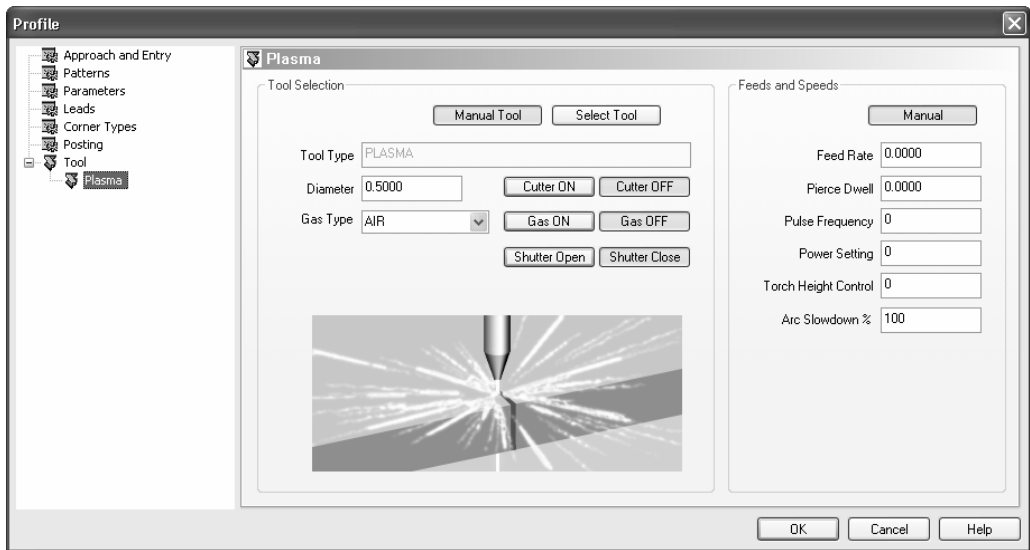 Profile
Approach and Entry
Patterns
Parameters
Leads
Corner Types
Posting
Tool
Plasma
Plasma
Tool Selection
Manual Tool
Select Tool
Tool Type PLASMA
Diameter 0.5000
Cutter ON
Cutter OFF
Gas Type AIR
Gas ON
Gas OFF
Shutter Open
Shutter Close
Feeds and Speeds
Manual
Feed Rate 0.0000
Pierce Dwell 0.0000
Pulse Frequency 0
Power Setting 0
Torch Height Control 0
Arc Slowdown % 100
OK
Cancel
Help